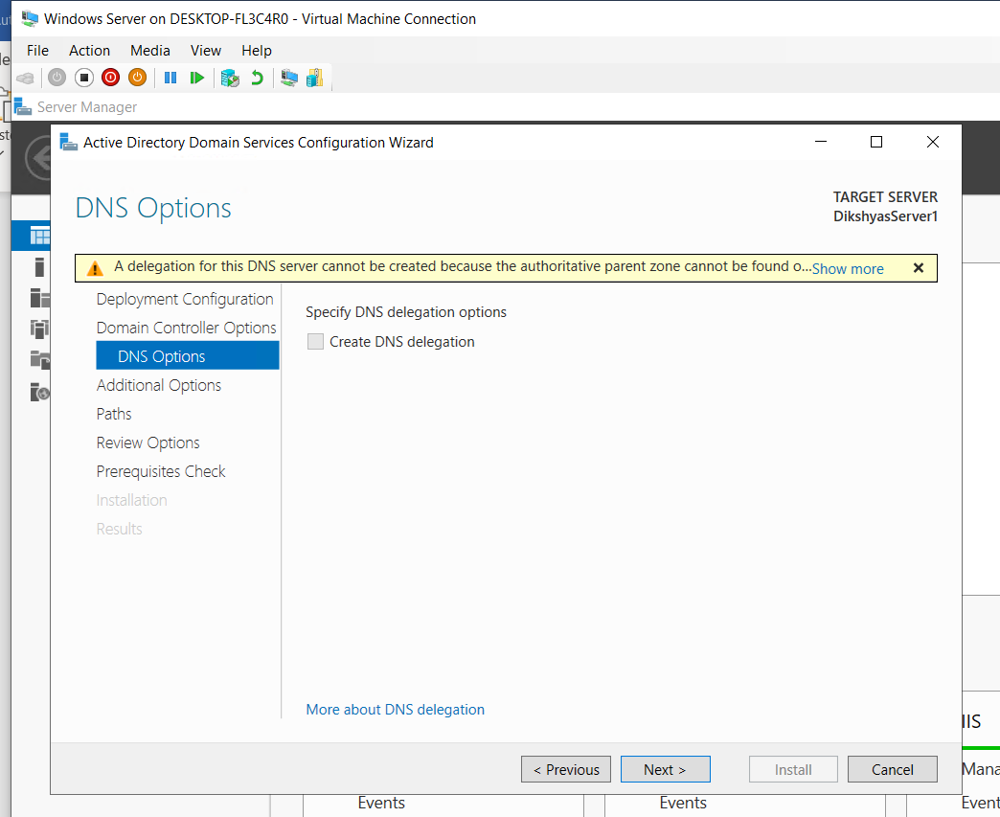 Windows Server on DESKTOP-FL3C4R0 - Virtual Machine Connection
File Action Media View Help
Server Manager
Active Directory Domain Services Configuration Wizard
DNS Options
TARGET SERVER
DikshyasServer1
A delegation for this DNS server cannot be created because the authoritative parent zone cannot be found o... Show more
Deployment Configuration
Domain Controller Options
DNS Options
Additional Options
Paths
Review Options
Prerequisites Check
Installation
Results
Specify DNS delegation options
Create DNS delegation
More about DNS delegation
< Previous
Next >
Install
Cancel
IIS
Mana
Events
Events
Event